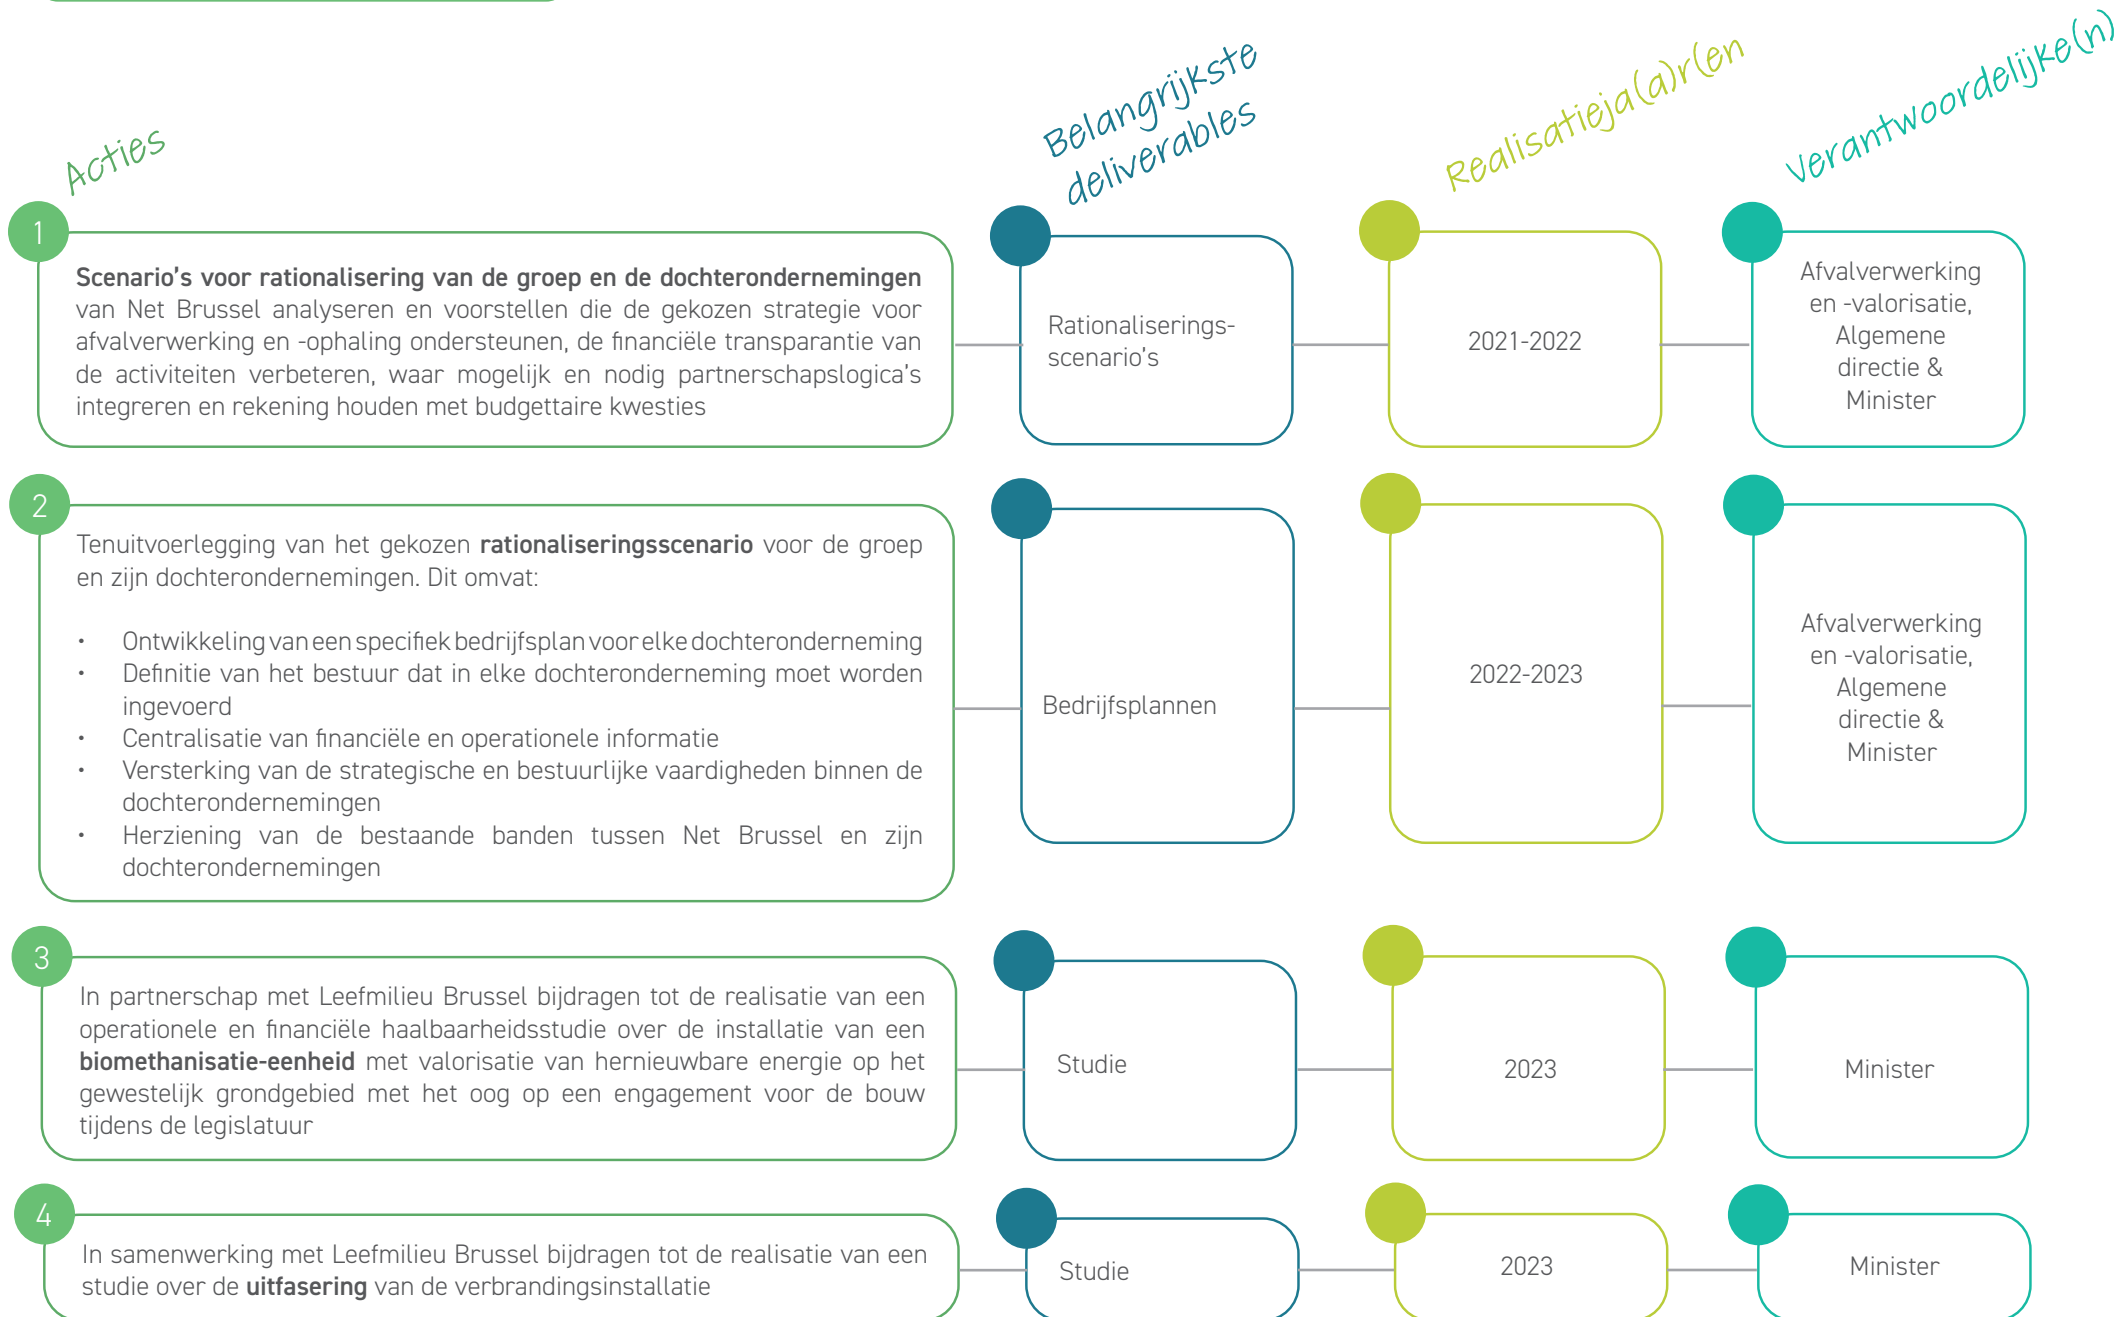 Acties
Belangrijkste
deliverables
Realisatieja(a)r(en
Verantwoordelijke(n)
1
Scenario's voor rationalisering van de groep en de dochterondernemingen
van Net Brussel analyseren en voorstellen die de gekozen strategie voor
afvalverwerking en -ophaling ondersteunen, de financiële transparantie van
de activiteiten verbeteren, waar mogelijk en nodig partnerschapslogica's
integreren en rekening houden met budgettaire kwesties
Rationaliserings-
scenario's
2021-2022
Afvalverwerking
en -valorisatie,
Algemene
directie &
Minister
2
Tenuitvoerlegging van het gekozen rationaliseringsscenario voor de groep
en zijn dochterondernemingen. Dit omvat:
• Ontwikkeling van een specifiek bedrijfsplan voor elke dochteronderneming
• Definitie van het bestuur dat in elke dochteronderneming moet worden
ingevoerd
• Centralisatie van financiële en operationele informatie
• Versterking van de strategische en bestuurlijke vaardigheden binnen de
dochterondernemingen
• Herziening van de bestaande banden tussen Net Brussel en zijn
dochterondernemingen
Bedrijfsplannen
2022-2023
Afvalverwerking
en -valorisatie,
Algemene
directie &
Minister
3
In partnerschap met Leefmilieu Brussel bijdragen tot de realisatie van een
operationele en financiële haalbaarheidsstudie over de installatie van een
biomethanisatie-eenheid met valorisatie van hernieuwbare energie op het
gewestelijk grondgebied met het oog op een engagement voor de bouw
tijdens de legislatuur
Studie
2023
Minister
4
In samenwerking met Leefmilieu Brussel bijdragen tot de realisatie van een
studie over de uitfasering van de verbrandingsinstallatie
Studie
2023
Minister